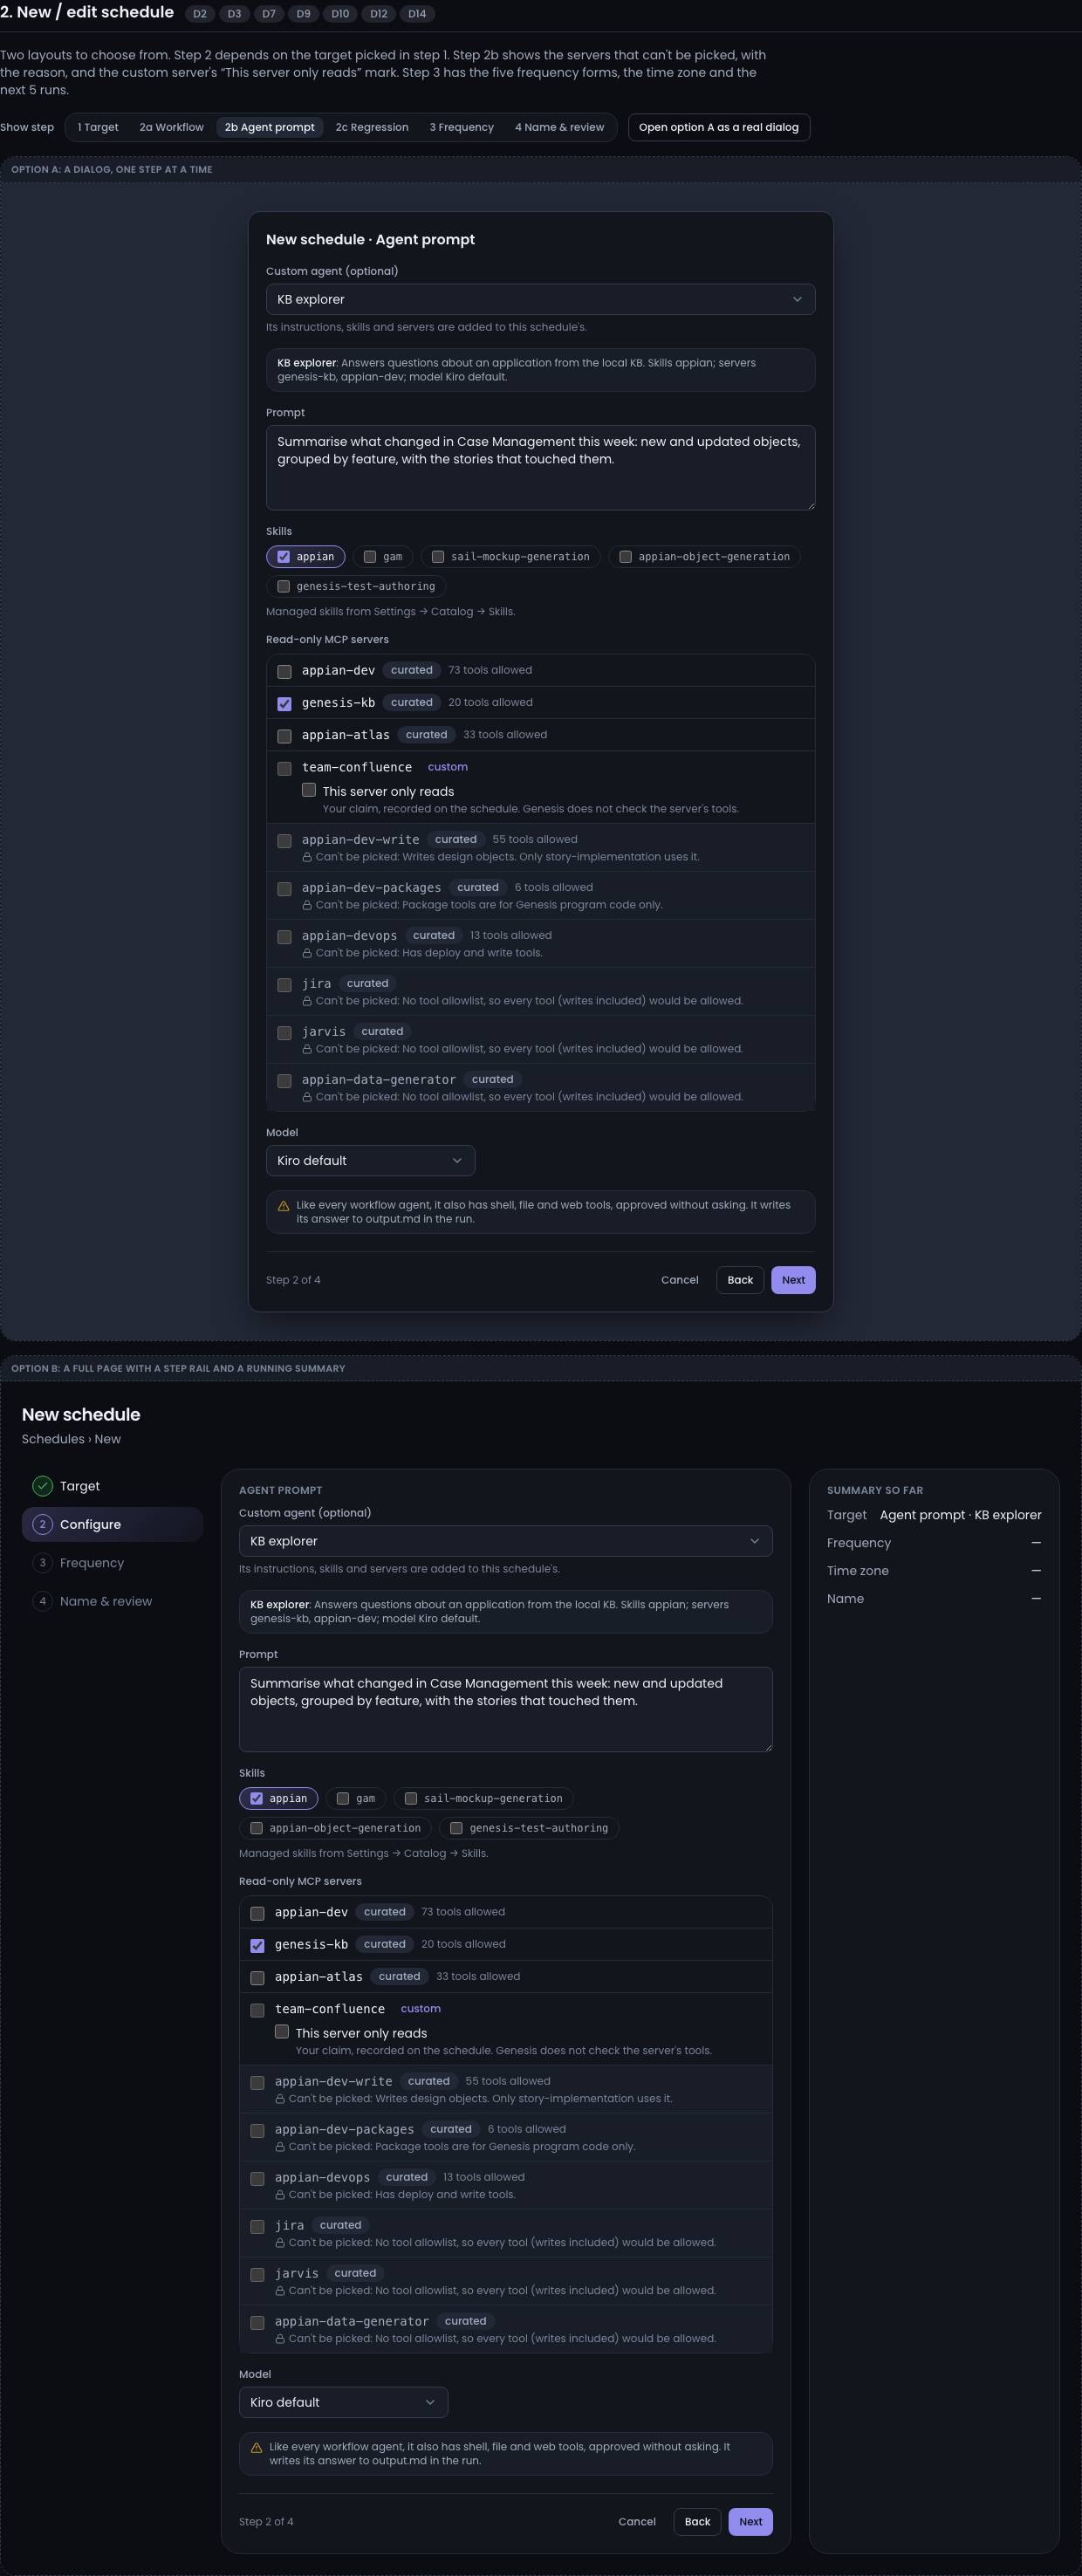 2. New / edit schedule D2 D3 D7 D9 D10 D12 D14
Two layouts to choose from. Step 2 depends on the target picked in step 1. Step 2b shows the servers that can't be picked, with
the reason, and the custom server's “This server only reads” mark. Step 3 has the five frequency forms, the time zone and the
next 5 runs.
Show step 1 Target 2a Workflow 2b Agent prompt 2c Regression 3 Frequency 4 Name & review Open option A as a real dialog
OPTION A: A DIALOG, ONE STEP AT A TIME
New schedule · Agent prompt
Custom agent (optional)
KB explorer
Its instructions, skills and servers are added to this schedule's.
KB explorer: Answers questions about an application from the local KB. Skills appian; servers
genesis-kb, appian-dev; model Kiro default.
Prompt
Summarise what changed in Case Management this week: new and updated objects,
grouped by feature, with the stories that touched them.
Skills
appian gam sail-mockup-generation appian-object-generation
genesis-test-authoring
Managed skills from Settings → Catalog → Skills.
Read-only MCP servers
appian-dev curated 73 tools allowed
genesis-kb curated 20 tools allowed
appian-atlas curated 33 tools allowed
team-confluence custom
This server only reads
Your claim, recorded on the schedule. Genesis does not check the server's tools.
appian-dev-write curated 55 tools allowed
Can't be picked: Writes design objects. Only story-implementation uses it.
appian-dev-packages curated 6 tools allowed
Can't be picked: Package tools are for Genesis program code only.
appian-devops curated 13 tools allowed
Can't be picked: Has deploy and write tools.
jira curated
Can't be picked: No tool allowlist, so every tool (writes included) would be allowed.
jarvis curated
Can't be picked: No tool allowlist, so every tool (writes included) would be allowed.
appian-data-generator curated
Can't be picked: No tool allowlist, so every tool (writes included) would be allowed.
Model
Kiro default
Like every workflow agent, it also has shell, file and web tools, approved without asking. It writes
its answer to output.md in the run.
Step 2 of 4 Cancel Back Next
OPTION B: A FULL PAGE WITH A STEP RAIL AND A RUNNING SUMMARY
New schedule
Schedules › New
Target
2 Configure
3 Frequency
4 Name & review
AGENT PROMPT
Custom agent (optional)
KB explorer
Its instructions, skills and servers are added to this schedule's.
KB explorer: Answers questions about an application from the local KB. Skills appian; servers
genesis-kb, appian-dev; model Kiro default.
Prompt
Summarise what changed in Case Management this week: new and updated
objects, grouped by feature, with the stories that touched them.
Skills
appian gam sail-mockup-generation
appian-object-generation genesis-test-authoring
Managed skills from Settings → Catalog → Skills.
Read-only MCP servers
appian-dev curated 73 tools allowed
genesis-kb curated 20 tools allowed
appian-atlas curated 33 tools allowed
team-confluence custom
This server only reads
Your claim, recorded on the schedule. Genesis does not check the server's tools.
appian-dev-write curated 55 tools allowed
Can't be picked: Writes design objects. Only story-implementation uses it.
appian-dev-packages curated 6 tools allowed
Can't be picked: Package tools are for Genesis program code only.
appian-devops curated 13 tools allowed
Can't be picked: Has deploy and write tools.
jira curated
Can't be picked: No tool allowlist, so every tool (writes included) would be allowed.
jarvis curated
Can't be picked: No tool allowlist, so every tool (writes included) would be allowed.
appian-data-generator curated
Can't be picked: No tool allowlist, so every tool (writes included) would be allowed.
Model
Kiro default
Like every workflow agent, it also has shell, file and web tools, approved without asking. It
writes its answer to output.md in the run.
Step 2 of 4 Cancel Back Next
SUMMARY SO FAR
Target Agent prompt · KB explorer
Frequency —
Time zone —
Name —